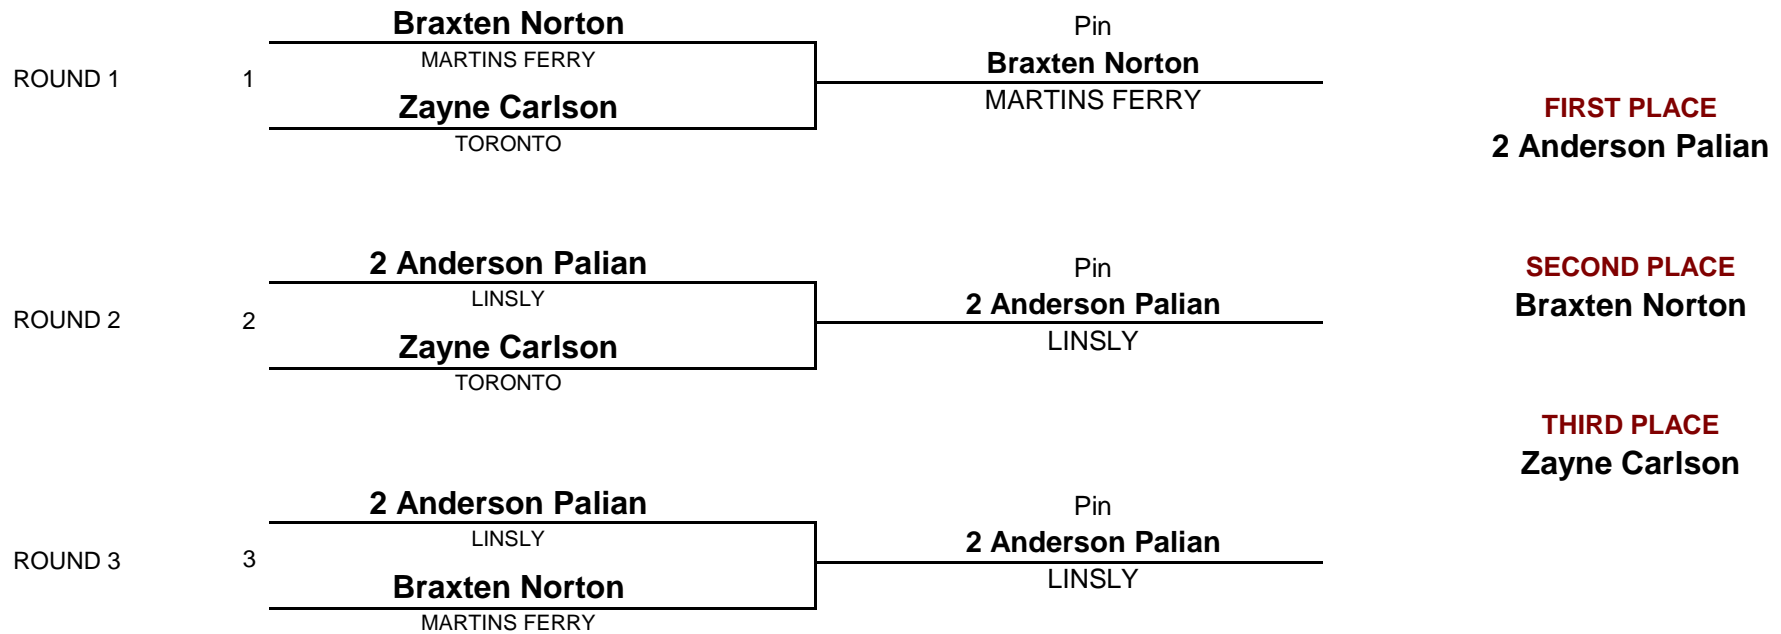 Braxten Norton
MARTINS FERRY
ROUND 1
1
Zayne Carlson
TORONTO
Pin
Braxten Norton
MARTINS FERRY
2 Anderson Palian
LINSLY
ROUND 2
2
Zayne Carlson
TORONTO
Pin
2 Anderson Palian
LINSLY
2 Anderson Palian
LINSLY
ROUND 3
3
Braxten Norton
MARTINS FERRY
Pin
2 Anderson Palian
LINSLY
FIRST PLACE
2 Anderson Palian
SECOND PLACE
Braxten Norton
THIRD PLACE
Zayne Carlson